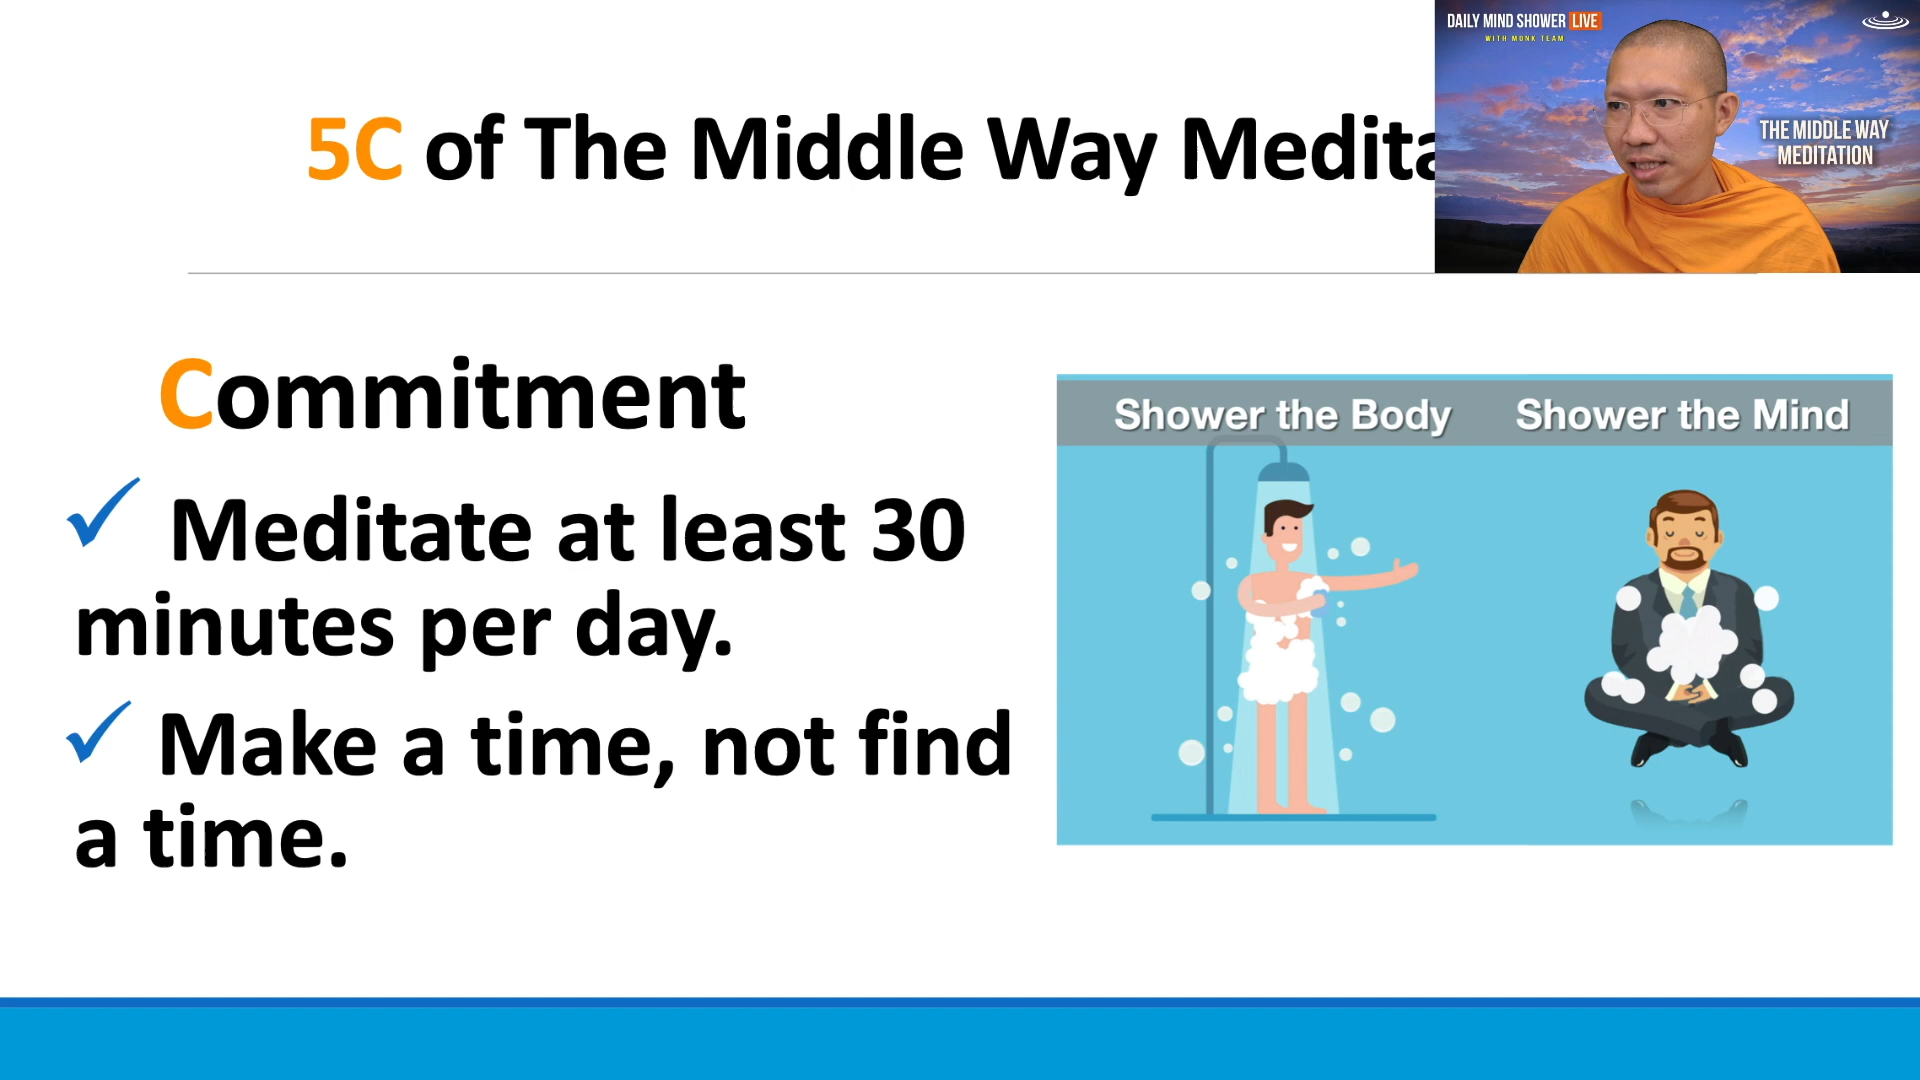 5C of The Middle Way Medita
DAILY MIND SHOWER LIVE
WITH MONK TEAM
THE MIDDLE WAY
MEDITATION
Commitment
✓ Meditate at least 30
minutes per day.
✓ Make a time, not find
a time.
Shower the Body
Shower the Mind